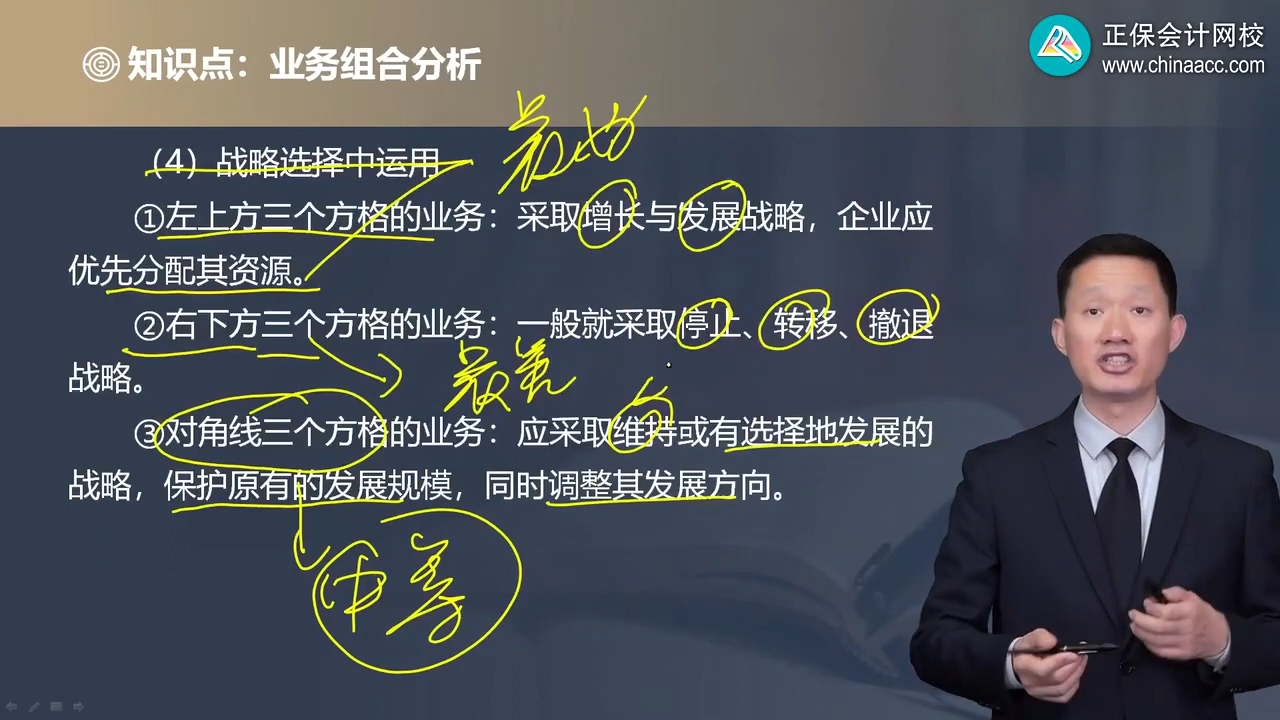 知识点：业务组合分析
正保会计网校
www.chinaacc.com
最好
（4）战略选择中运用
①左上方三个方格的业务：采取增长与发展战略，企业应
优先分配其资源。
②右下方三个方格的业务：一般就采取停止、转移、撤退
战略。
③对角线三个方格的业务：应采取维持或有选择地发展的
战略，保护原有的发展规模，同时调整其发展方向。
中等